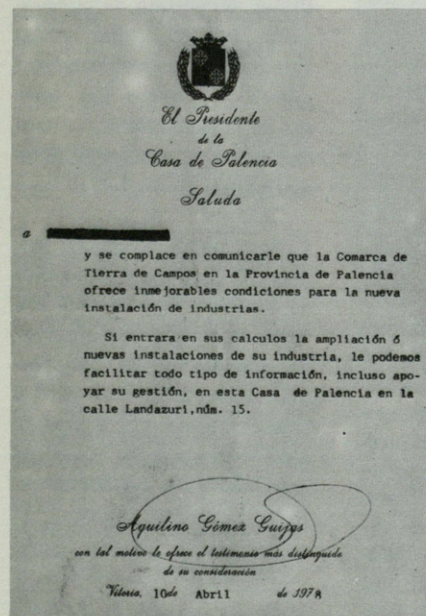 El Presidente
de la
Casa de Palencia
Saluda
a
y se complace en comunicarle que la Comarca de
Tierra de Campos en la Provincia de Palencia
ofrece inmejorables condiciones para la nueva
instalación de industrias.
Si entrara en sus calculos la ampliación ó
nuevas instalaciones de su industria, le podemos
facilitar todo tipo de información, incluso apo-
yar su gestión, en esta Casa de Palencia en la
calle Landazuri,núm. 15.
Aquilino Gómez Guijas
con tal motivo le ofrece el testimonio más distinguido
de su consideración
Vitoria, 10 de Abril de 1978